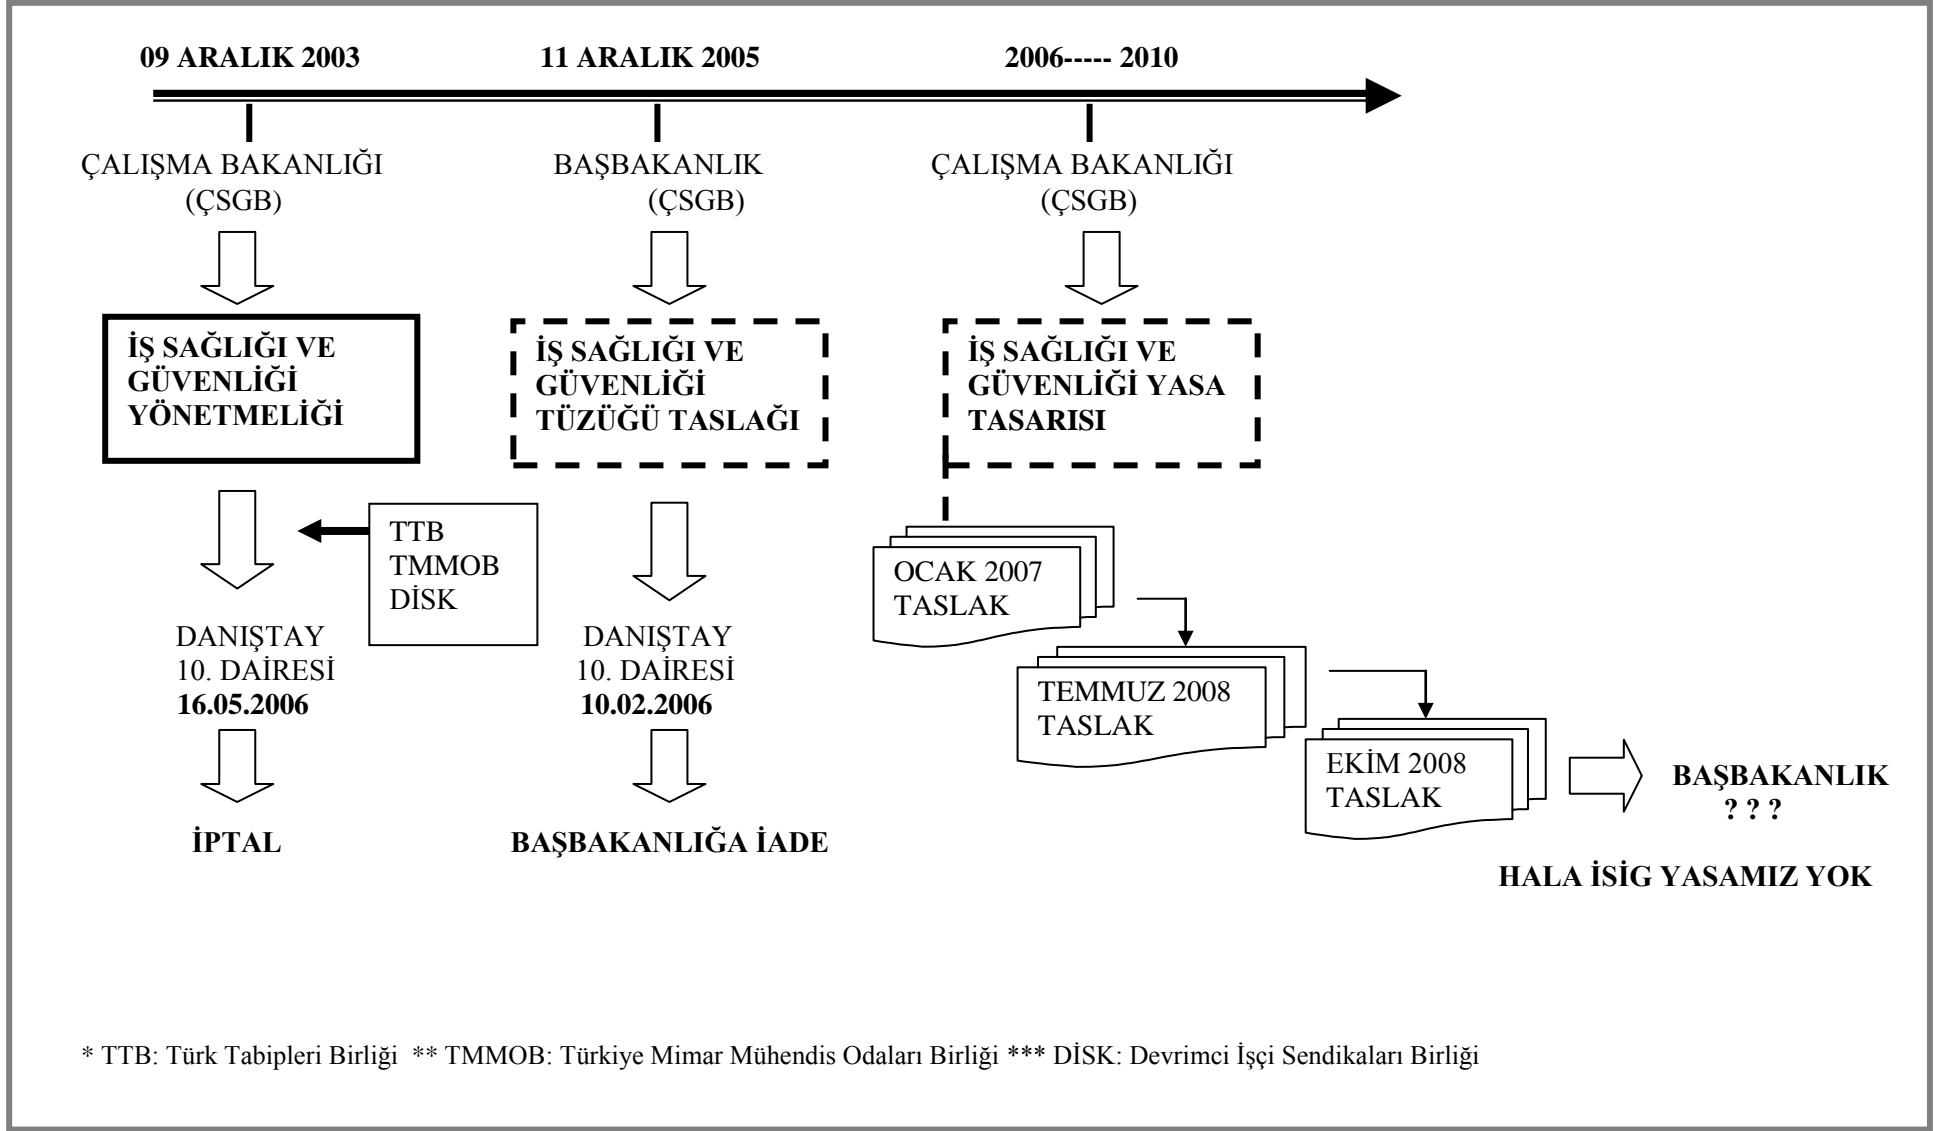 09 ARALIK 2003
11 ARALIK 2005
2006----- 2010
ÇALIŞMA BAKANLIĞI
(ÇSGB)
BAŞBAKANLIK
(ÇSGB)
ÇALIŞMA BAKANLIĞI
(ÇSGB)
İŞ SAĞLIĞI VE
GÜVENLİĞİ
YÖNETMELİĞİ
İŞ SAĞLIĞI VE
GÜVENLİĞİ
TÜZÜĞÜ TASLAĞI
İŞ SAĞLIĞI VE
GÜVENLİĞİ YASA
TASARISI
TTB
TMMOB
DİSK
DANIŞTAY
10. DAİRESİ
16.05.2006
DANIŞTAY
10. DAİRESİ
10.02.2006
OCAK 2007
TASLAK
TEMMUZ 2008
TASLAK
EKİM 2008
TASLAK
BAŞBAKANLIK
? ? ?
İPTAL
BAŞBAKANLIĞA İADE
HALA İSİG YASAMIZ YOK
* TTB: Türk Tabipleri Birliği ** TMMOB: Türkiye Mimar Mühendis Odaları Birliği *** DİSK: Devrimci İşçi Sendikaları Birliği